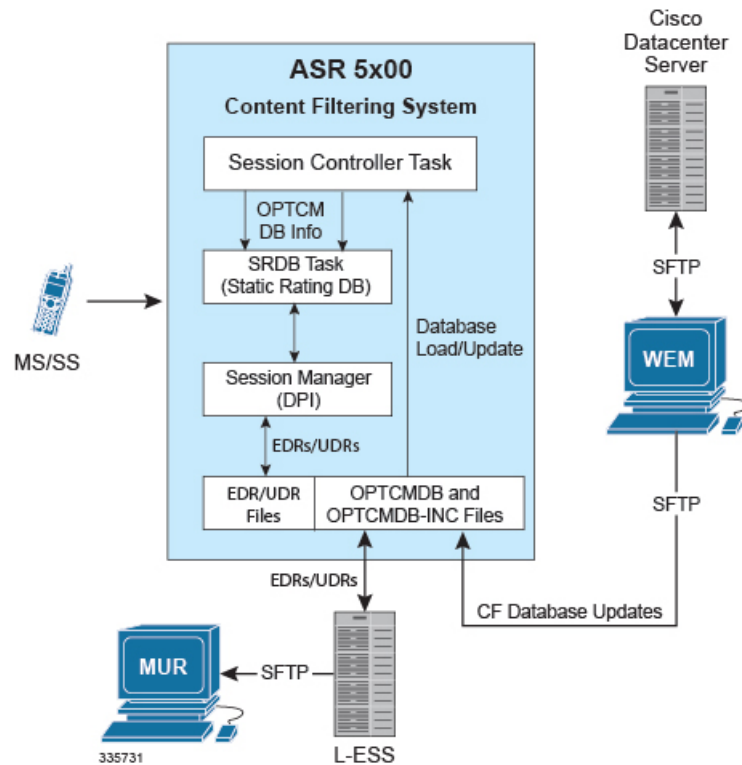 Cisco
Datacenter
Server
ASR 5x00
Content Filtering System
Session Controller Task
OPTCM
DB Info
SRDB Task
(Static Rating DB)
Database
Load/Update
Session Manager
(DPI)
EDRs/UDRs
EDR/UDR
Files
OPTCMDB and
OPTCMDB-INC Files
MS/SS
SFTP
WEM
SFTP
EDRs/UDRs
CF Database Updates
MUR
SFTP
335731
L-ESS